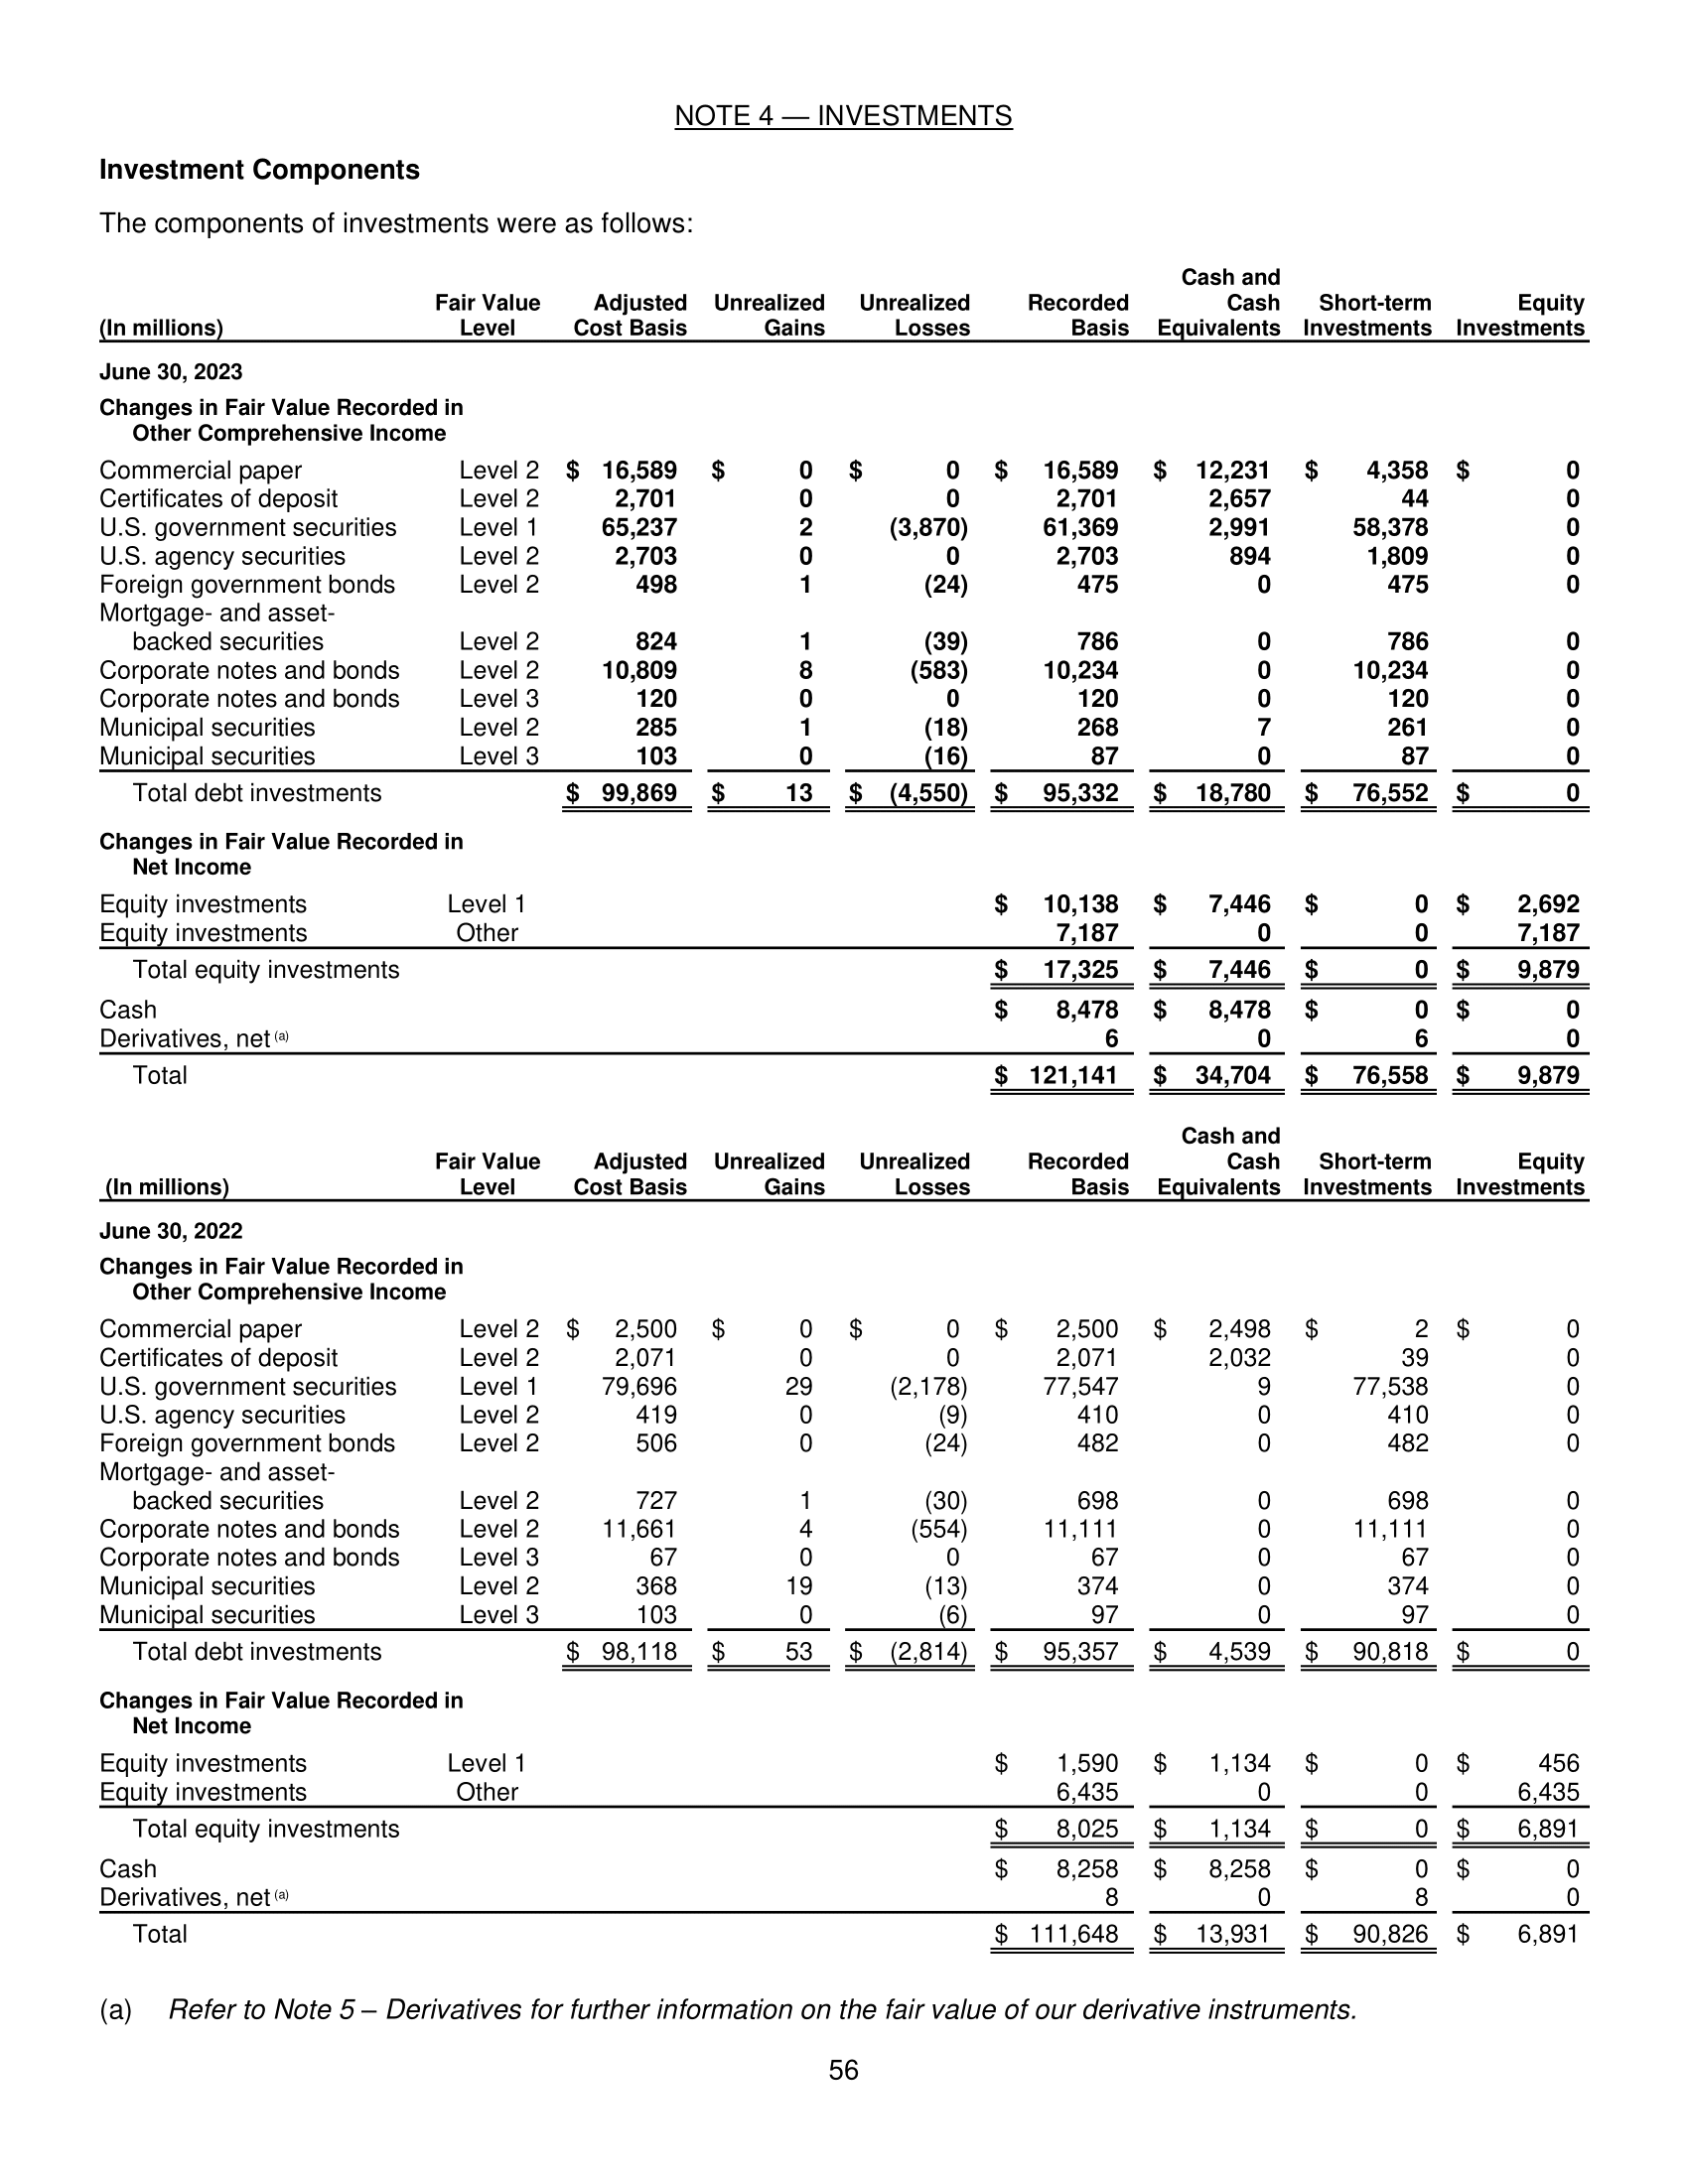 NOTE 4 — INVESTMENTS
Investment Components
The components of investments were as follows:
(In millions) Fair Value Level Adjusted Cost Basis Unrealized Gains Unrealized Losses Recorded Basis Cash and Cash Equivalents Short-term Investments Equity Investments
June 30, 2023
Changes in Fair Value Recorded in
Other Comprehensive Income
Commercial paper Level 2 $ 16,589 $ 0 $ 0 $ 16,589 $ 12,231 $ 4,358 $ 0
Certificates of deposit Level 2 2,701 0 0 2,701 2,657 44 0
U.S. government securities Level 1 65,237 2 (3,870) 61,369 2,991 58,378 0
U.S. agency securities Level 2 2,703 0 0 2,703 894 1,809 0
Foreign government bonds Level 2 498 1 (24) 475 0 475 0
Mortgage- and asset-
backed securities Level 2 824 1 (39) 786 0 786 0
Corporate notes and bonds Level 2 10,809 8 (583) 10,234 0 10,234 0
Corporate notes and bonds Level 3 120 0 0 120 0 120 0
Municipal securities Level 2 285 1 (18) 268 7 261 0
Municipal securities Level 3 103 0 (16) 87 0 87 0
Total debt investments $ 99,869 $ 13 $ (4,550) $ 95,332 $ 18,780 $ 76,552 $ 0
Changes in Fair Value Recorded in
Net Income
Equity investments Level 1 $ 10,138 $ 7,446 $ 0 $ 2,692
Equity investments Other 7,187 0 0 7,187
Total equity investments $ 17,325 $ 7,446 $ 0 $ 9,879
Cash $ 8,478 $ 8,478 $ 0 $ 0
Derivatives, net (a) 6 0 6 0
Total $ 121,141 $ 34,704 $ 76,558 $ 9,879
(In millions) Fair Value Level Adjusted Cost Basis Unrealized Gains Unrealized Losses Recorded Basis Cash and Cash Equivalents Short-term Investments Equity Investments
June 30, 2022
Changes in Fair Value Recorded in
Other Comprehensive Income
Commercial paper Level 2 $ 2,500 $ 0 $ 0 $ 2,500 $ 2,498 $ 2 $ 0
Certificates of deposit Level 2 2,071 0 0 2,071 2,032 39 0
U.S. government securities Level 1 79,696 29 (2,178) 77,547 9 77,538 0
U.S. agency securities Level 2 419 0 (9) 410 0 410 0
Foreign government bonds Level 2 506 0 (24) 482 0 482 0
Mortgage- and asset-
backed securities Level 2 727 1 (30) 698 0 698 0
Corporate notes and bonds Level 2 11,661 4 (554) 11,111 0 11,111 0
Corporate notes and bonds Level 3 67 0 0 67 0 67 0
Municipal securities Level 2 368 19 (13) 374 0 374 0
Municipal securities Level 3 103 0 (6) 97 0 97 0
Total debt investments $ 98,118 $ 53 $ (2,814) $ 95,357 $ 4,539 $ 90,818 $ 0
Changes in Fair Value Recorded in
Net Income
Equity investments Level 1 $ 1,590 $ 1,134 $ 0 $ 456
Equity investments Other 6,435 0 0 6,435
Total equity investments $ 8,025 $ 1,134 $ 0 $ 6,891
Cash $ 8,258 $ 8,258 $ 0 $ 0
Derivatives, net (a) 8 0 8 0
Total $ 111,648 $ 13,931 $ 90,826 $ 6,891
(a) Refer to Note 5 – Derivatives for further information on the fair value of our derivative instruments.
56